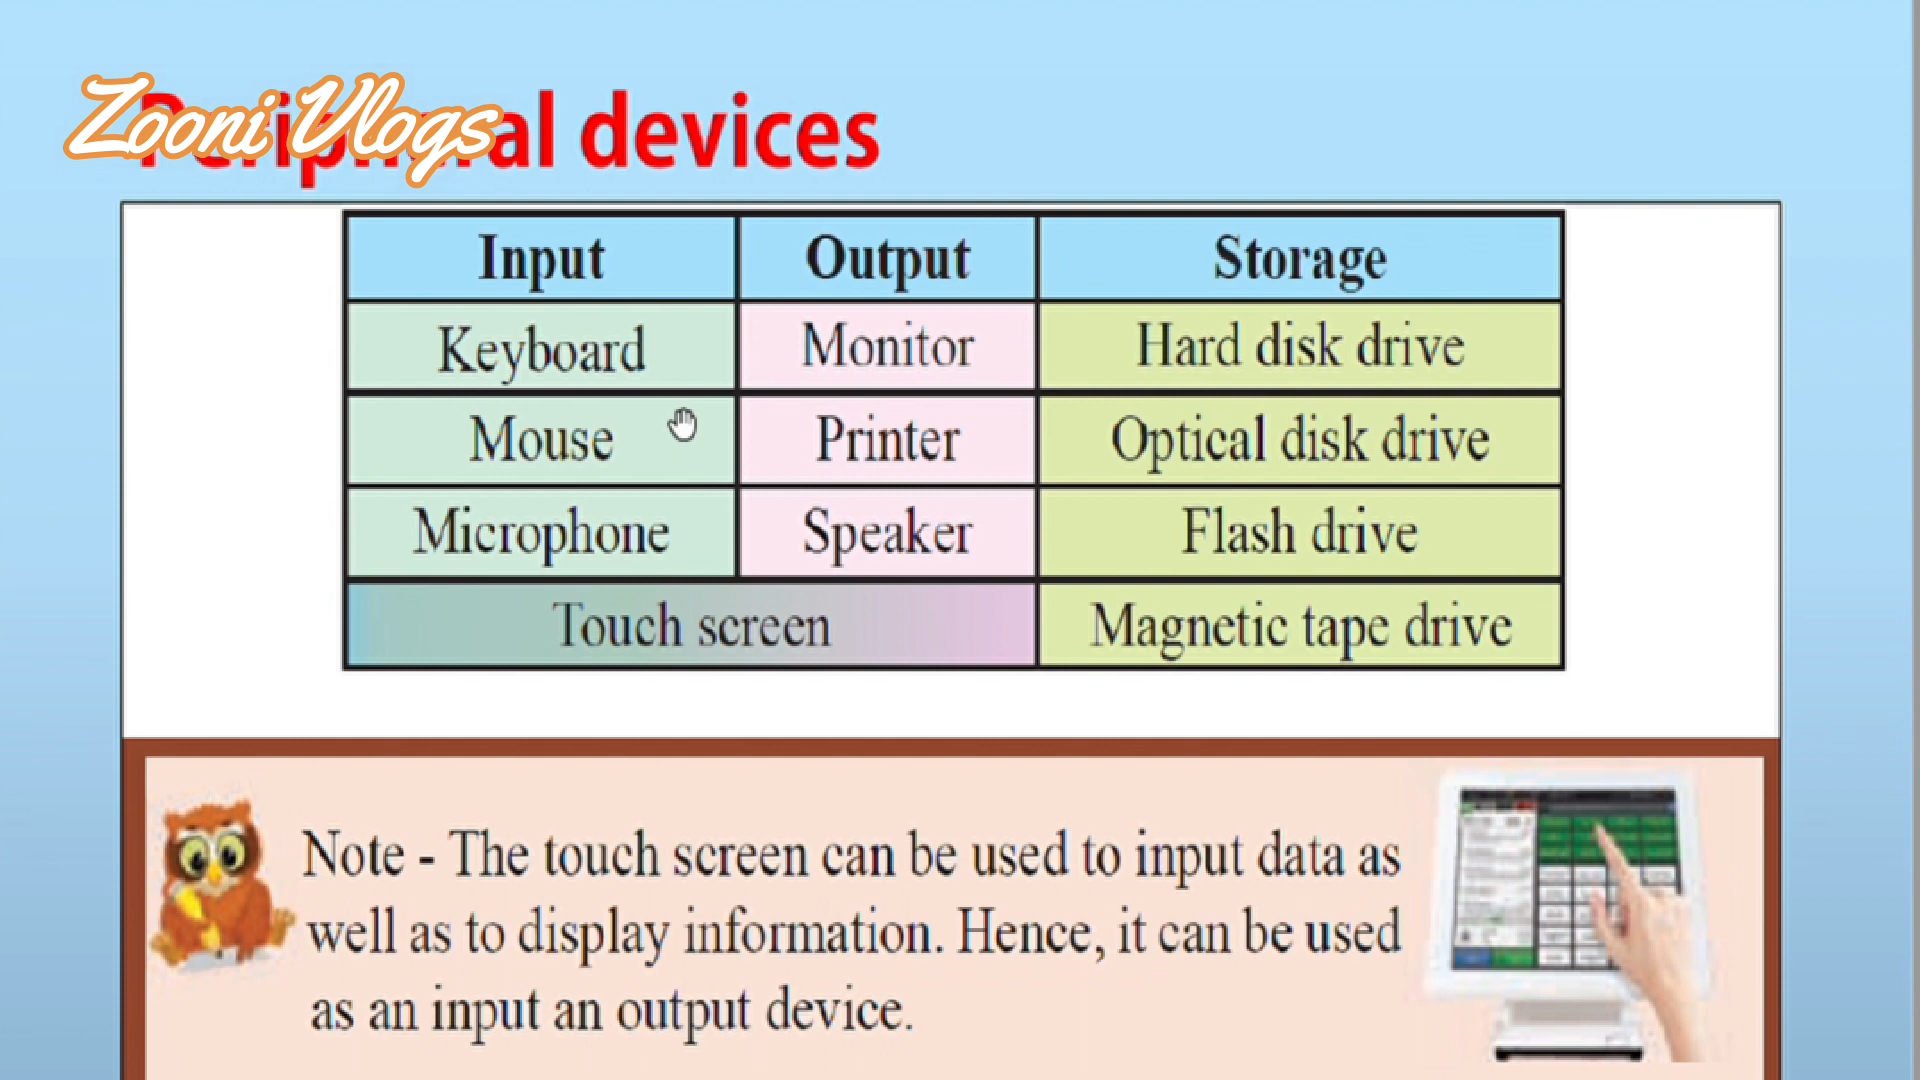 Zooni Vlogs
Peripheral devices
Input Output Storage
Keyboard Monitor Hard disk drive
Mouse Printer Optical disk drive
Microphone Speaker Flash drive
Touch screen Magnetic tape drive
Note - The touch screen can be used to input data as
well as to display information. Hence, it can be used
as an input an output device.